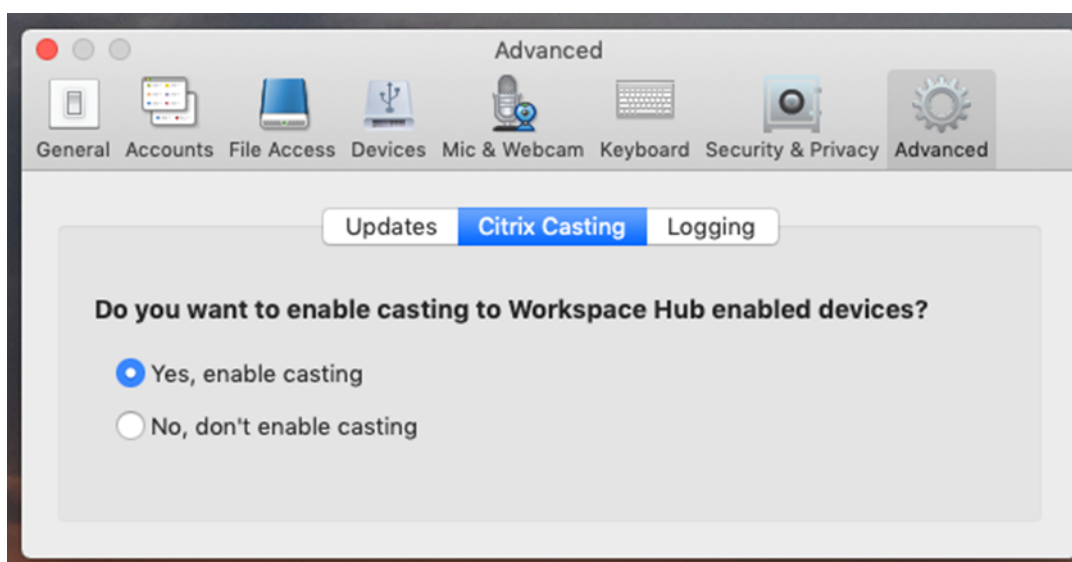 Advanced
General Accounts File Access Devices Mic & Webcam Keyboard Security & Privacy Advanced
Updates Citrix Casting Logging
Do you want to enable casting to Workspace Hub enabled devices?
Yes, enable casting
No, don't enable casting